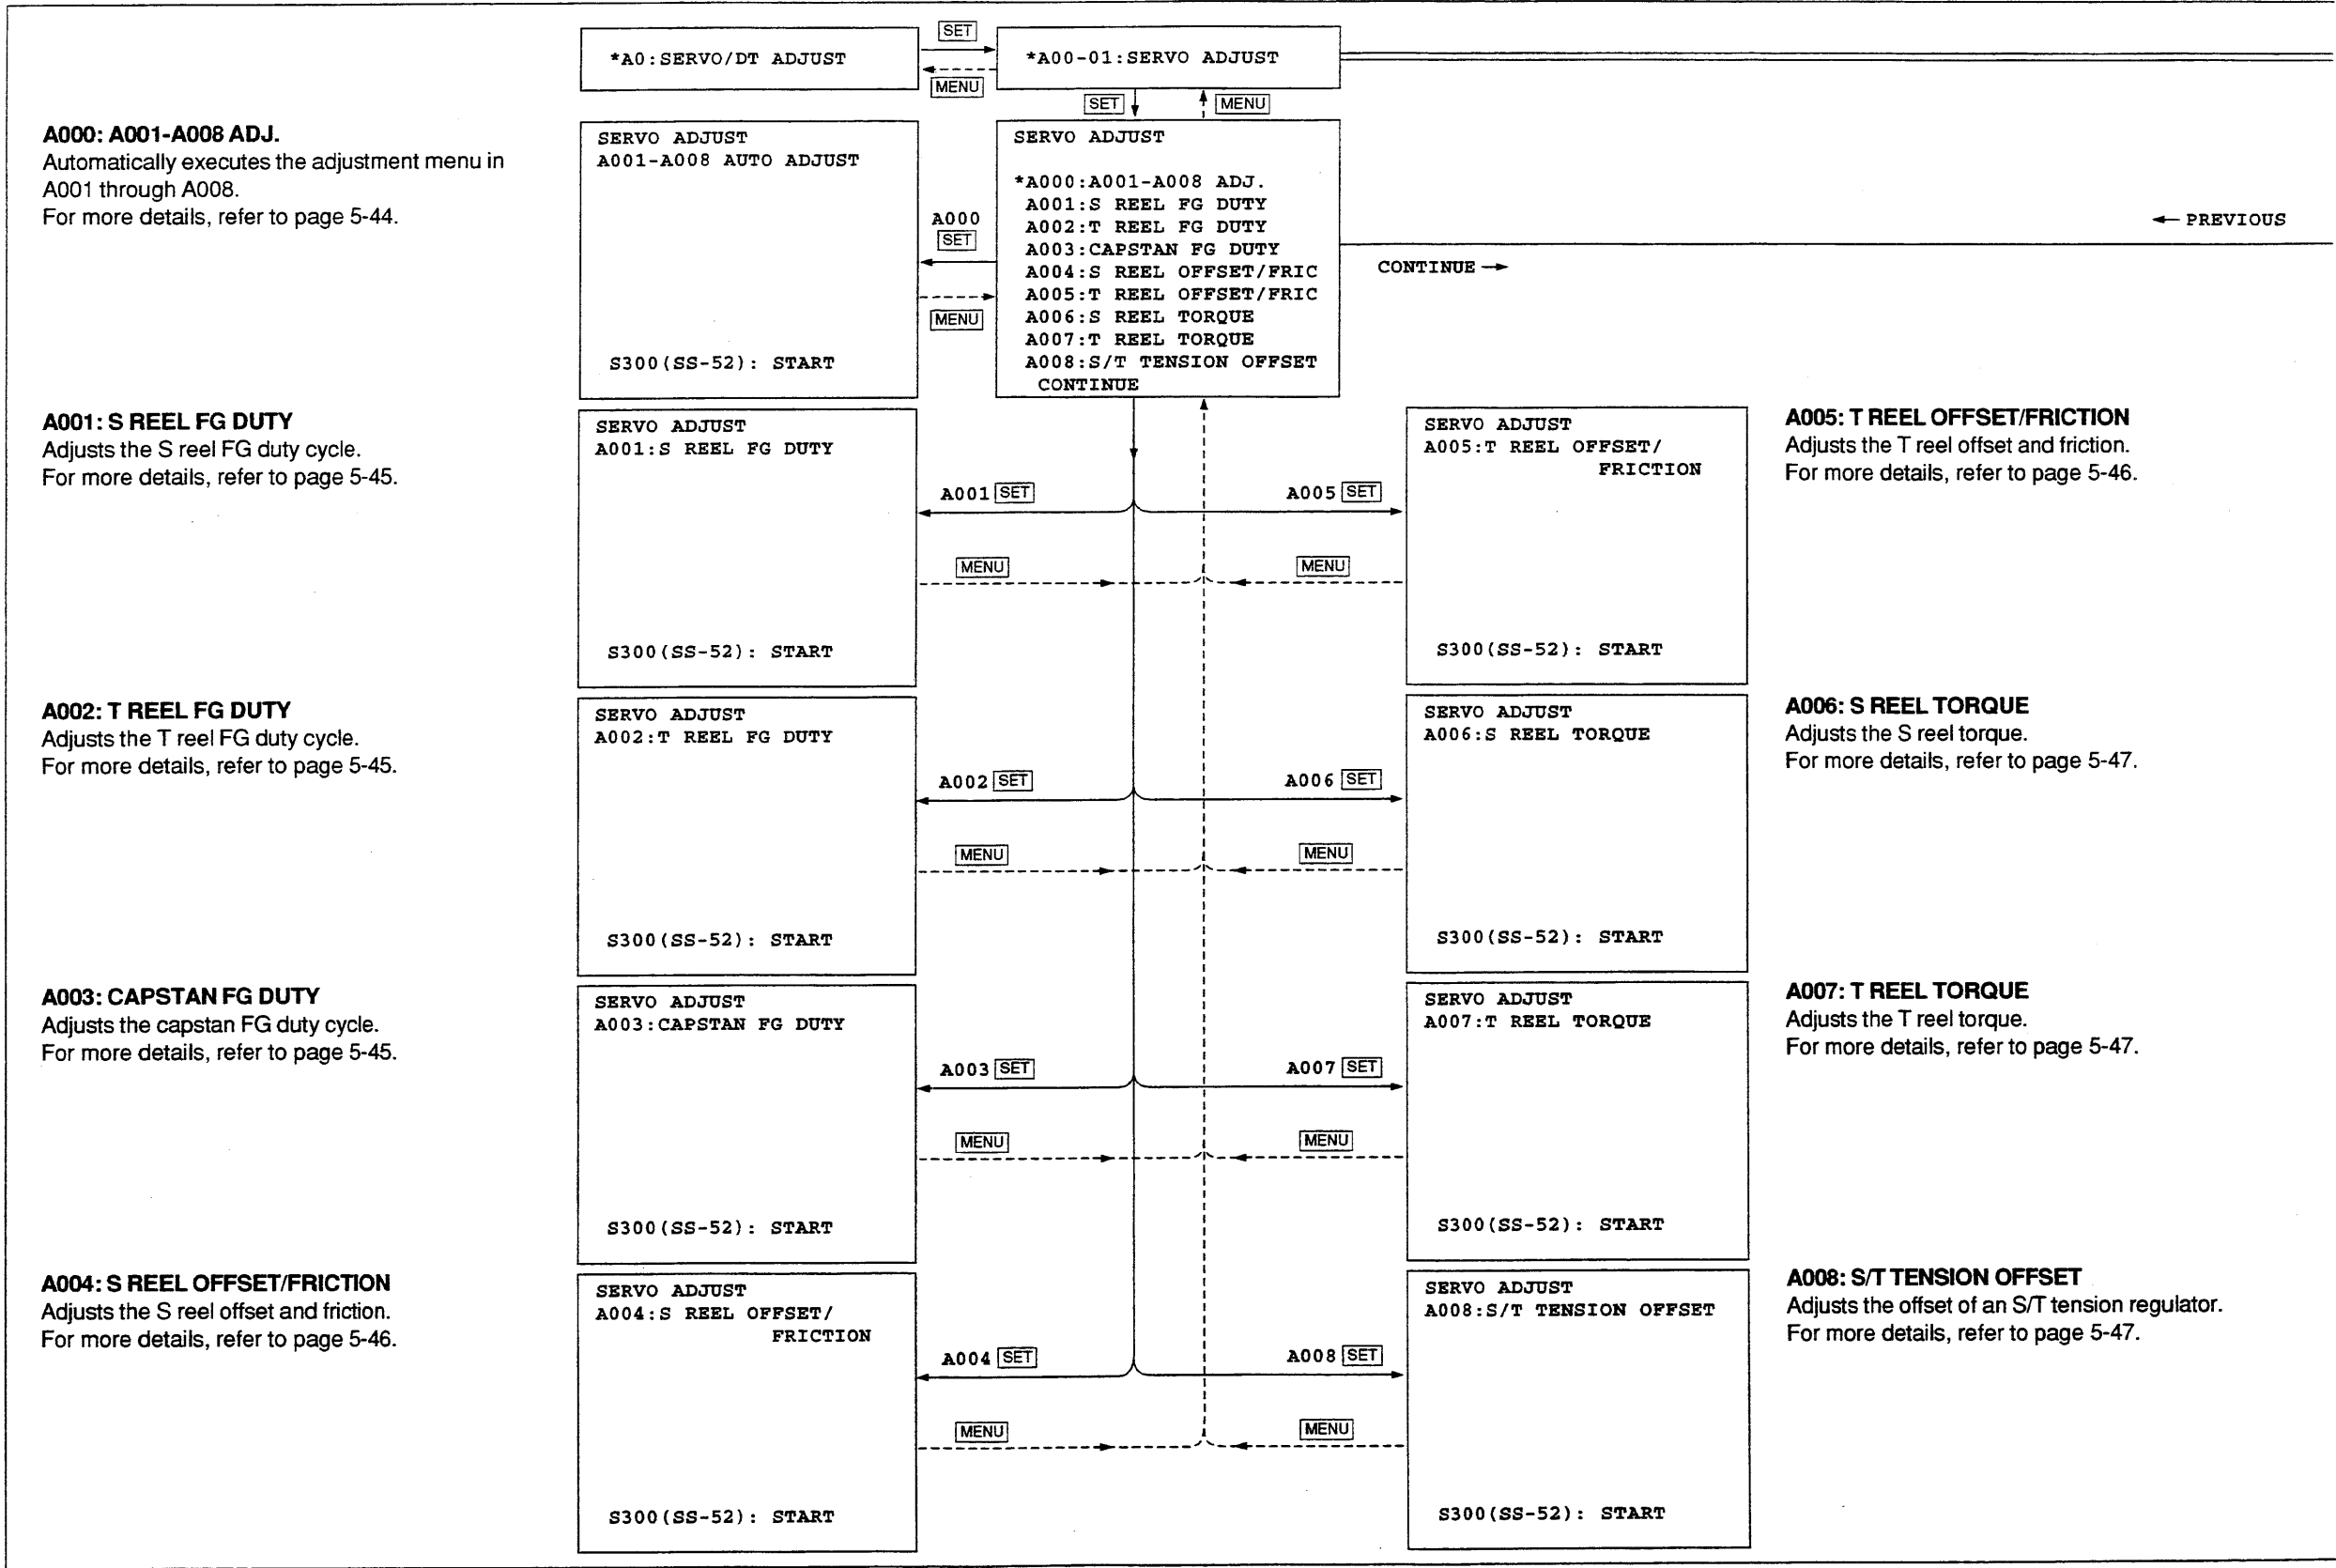 *A0:SERVO/DT ADJUST
SET
MENU
*A00-01:SERVO ADJUST
SET
MENU
A000: A001-A008 ADJ.
Automatically executes the adjustment menu in
A001 through A008.
For more details, refer to page 5-44.
SERVO ADJUST
A001-A008 AUTO ADJUST
S300(SS-52): START
A000
SET
MENU
SERVO ADJUST
*A000:A001-A008 ADJ.
A001:S REEL FG DUTY
A002:T REEL FG DUTY
A003:CAPSTAN FG DUTY
A004:S REEL OFFSET/FRIC
A005:T REEL OFFSET/FRIC
A006:S REEL TORQUE
A007:T REEL TORQUE
A008:S/T TENSION OFFSET
CONTINUE
← PREVIOUS
CONTINUE →
A001: S REEL FG DUTY
Adjusts the S reel FG duty cycle.
For more details, refer to page 5-45.
SERVO ADJUST
A001:S REEL FG DUTY
S300(SS-52): START
A001 SET
MENU
A005 SET
MENU
SERVO ADJUST
A005:T REEL OFFSET/
FRICTION
S300(SS-52): START
A005: T REEL OFFSET/FRICTION
Adjusts the T reel offset and friction.
For more details, refer to page 5-46.
A002: T REEL FG DUTY
Adjusts the T reel FG duty cycle.
For more details, refer to page 5-45.
SERVO ADJUST
A002:T REEL FG DUTY
S300(SS-52): START
A002 SET
MENU
A006 SET
MENU
SERVO ADJUST
A006:S REEL TORQUE
S300(SS-52): START
A006: S REEL TORQUE
Adjusts the S reel torque.
For more details, refer to page 5-47.
A003: CAPSTAN FG DUTY
Adjusts the capstan FG duty cycle.
For more details, refer to page 5-45.
SERVO ADJUST
A003:CAPSTAN FG DUTY
S300(SS-52): START
A003 SET
MENU
A007 SET
MENU
SERVO ADJUST
A007:T REEL TORQUE
S300(SS-52): START
A007: T REEL TORQUE
Adjusts the T reel torque.
For more details, refer to page 5-47.
A004: S REEL OFFSET/FRICTION
Adjusts the S reel offset and friction.
For more details, refer to page 5-46.
SERVO ADJUST
A004:S REEL OFFSET/
FRICTION
S300(SS-52): START
A004 SET
MENU
A008 SET
MENU
SERVO ADJUST
A008:S/T TENSION OFFSET
S300(SS-52): START
A008: S/T TENSION OFFSET
Adjusts the offset of an S/T tension regulator.
For more details, refer to page 5-47.